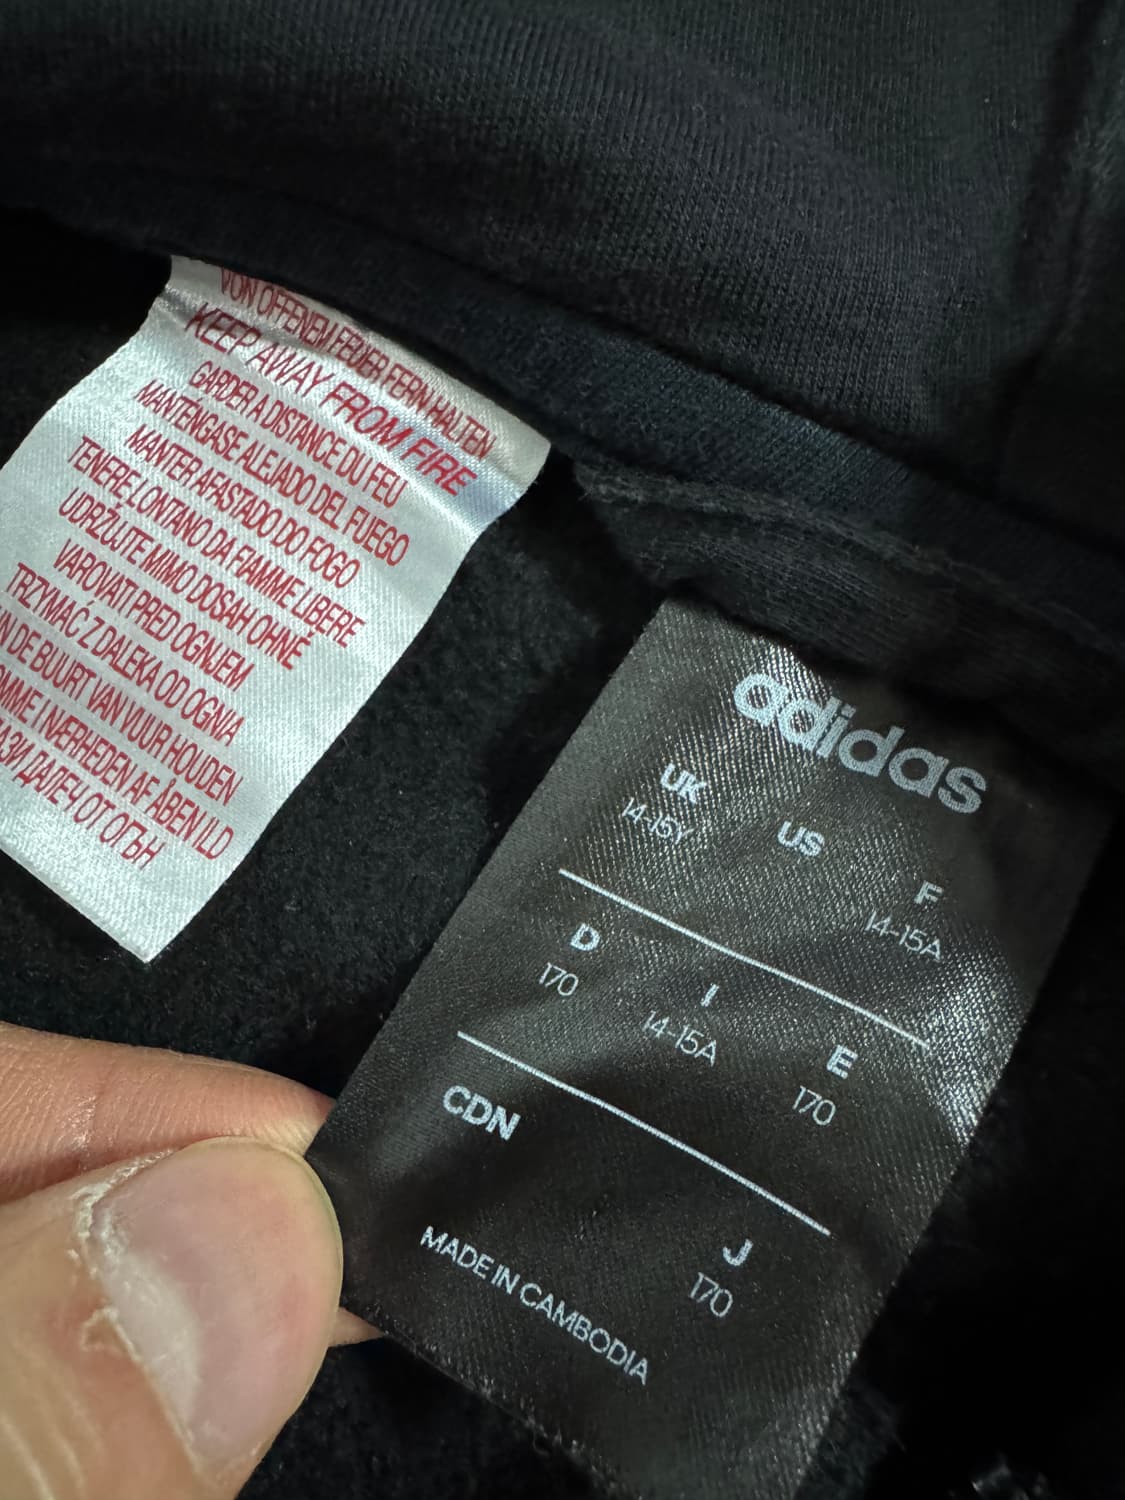 VON OFFENEM FEUER FERN HALTEN
KEEP AWAY FROM FIRE
GARDER A DISTANCE DU FEU
MANTENGASE ALEJADO DEL FUEGO
MANTER AFASTADO DO FOGO
TENERE LONTANO DA FIAMME LIBERE
UDRŽUJTE MIMO DOSAH OHNĚ
VAROVATI PRED OGNJEM
TRZYMAĆ Z DALEKA OD OGNIA
DE BUURT VAN VUUR HOUDEN
I NÆRHEDEN AF ÅBEN ILD
ДАЛЕЧ ОТ ОГЪН
adidas
UK US F
14-15Y 14-15A
D I E
170 14-15A 170
CDN J
170
MADE IN CAMBODIA